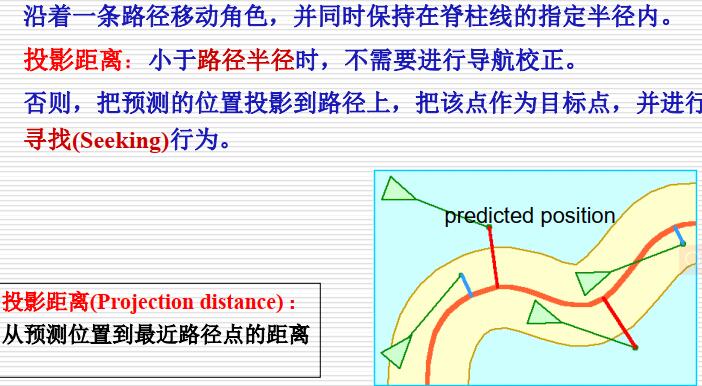 沿着一条路径移动角色，并同时保持在脊柱线的指定半径内。
投影距离：小于路径半径时，不需要进行导航校正。
否则，把预测的位置投影到路径上，把该点作为目标点，并进行
寻找(Seeking)行为。
predicted position
投影距离(Projection distance)：
从预测位置到最近路径点的距离